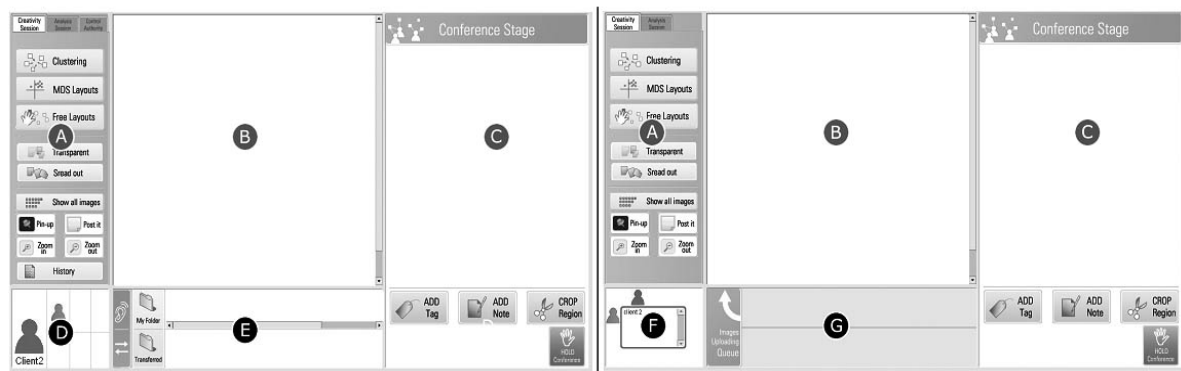 Creativity Session
Analysis Session
Control Authority
Clustering
MDS Layouts
Free Layouts
A
Transparent
Sread out
Show all images
Pin-up
Post it
Zoom in
Zoom out
History
B
Conference Stage
C
D
Client2
My Folder
Transferred
E
ADD Tag
ADD Note
CROP Region
HOLD Conference
Creativity Session
Analysis Session
Clustering
MDS Layouts
Free Layouts
A
Transparent
Sread out
Show all images
Pin-up
Post it
Zoom in
Zoom out
B
Conference Stage
C
client2
F
Images Uploading Queue
G
ADD Tag
ADD Note
CROP Region
HOLD Conference